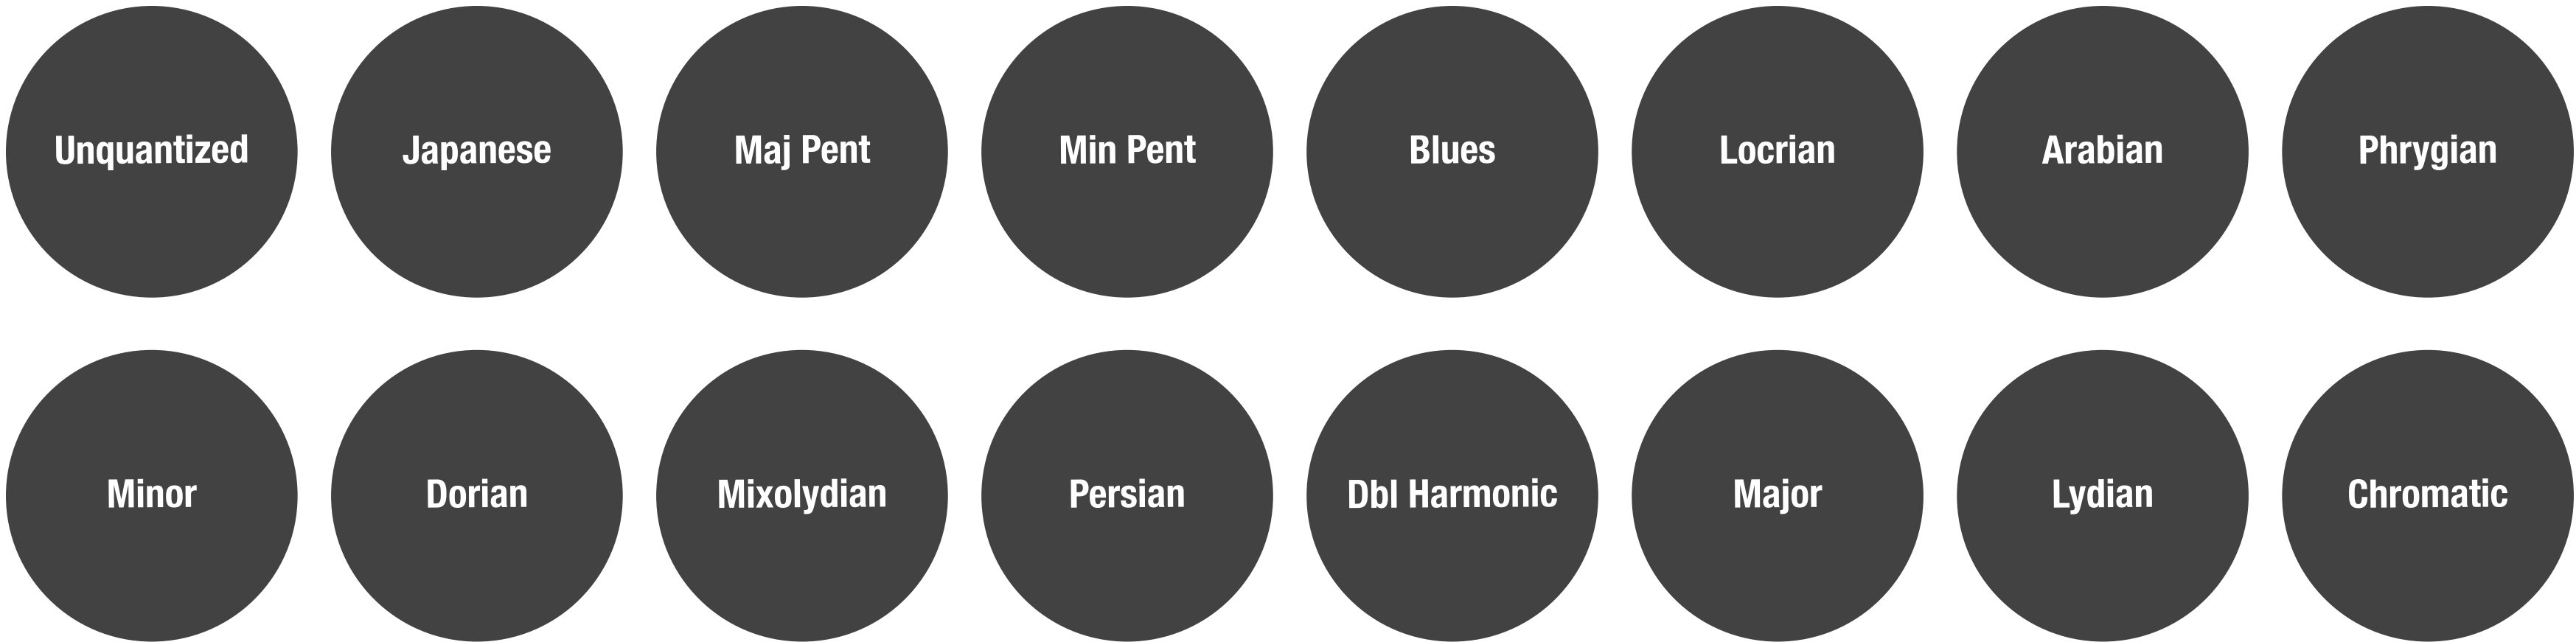 Unquantized
Japanese
Maj Pent
Min Pent
Blues
Locrian
Arabian
Phrygian
Minor
Dorian
Mixolydian
Persian
Dbl Harmonic
Major
Lydian
Chromatic